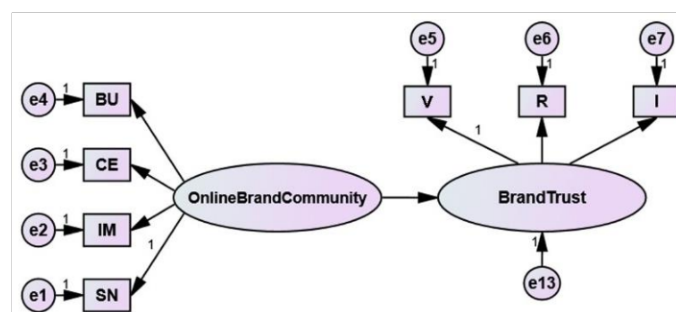 e5
e6
e7
1
1
1
V
R
I
e4
1
BU
1
e3
1
CE
OnlineBrandCommunity
BrandTrust
e2
1
IM
1
1
e13
e1
1
SN